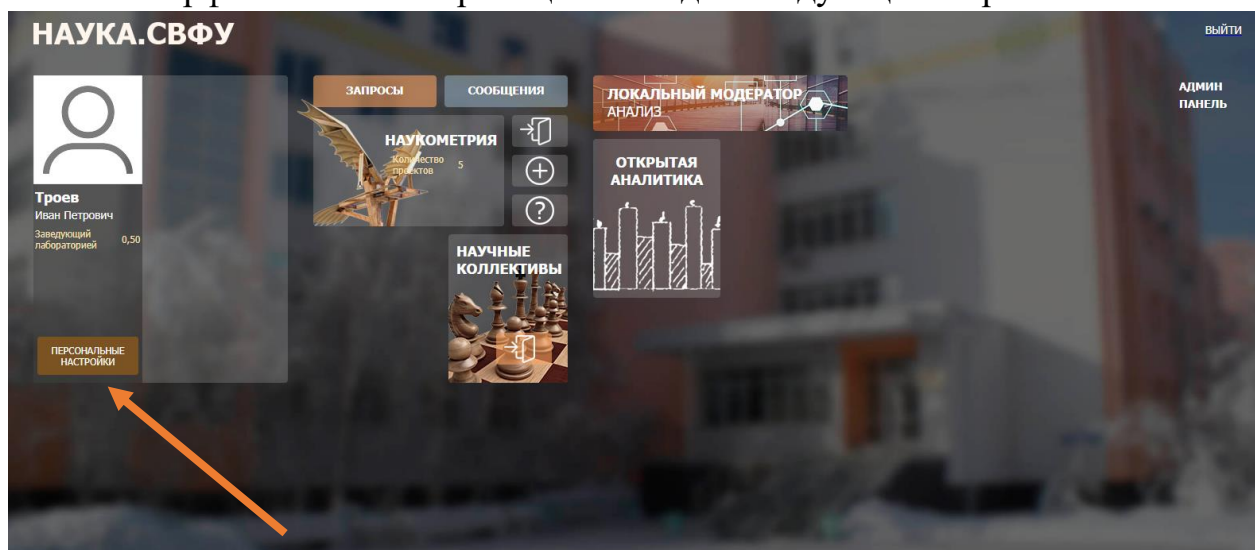 НАУКА.СВФУ
ВЫЙТИ
Троев
Иван Петрович
Заведующий
лабораторией 0,50
ПЕРСОНАЛЬНЫЕ
НАСТРОЙКИ
ЗАПРОСЫ
СООБЩЕНИЯ
НАУКОМЕТРИЯ
Количество
проектов 5
НАУЧНЫЕ
КОЛЛЕКТИВЫ
ЛОКАЛЬНЫЙ МОДЕРАТОР
АНАЛИЗ
ОТКРЫТАЯ
АНАЛИТИКА
АДМИН
ПАНЕЛЬ